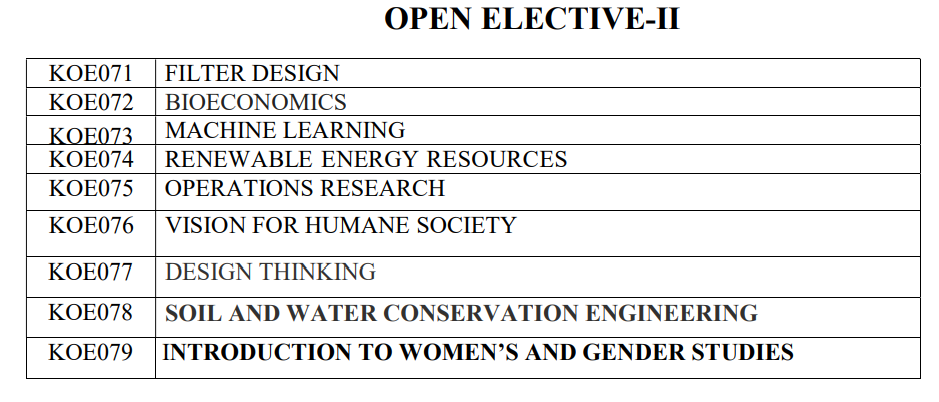 OPEN ELECTIVE-II
KOE071 FILTER DESIGN
KOE072 BIOECONOMICS
KOE073 MACHINE LEARNING
KOE074 RENEWABLE ENERGY RESOURCES
KOE075 OPERATIONS RESEARCH
KOE076 VISION FOR HUMANE SOCIETY
KOE077 DESIGN THINKING
KOE078 SOIL AND WATER CONSERVATION ENGINEERING
KOE079 INTRODUCTION TO WOMEN’S AND GENDER STUDIES